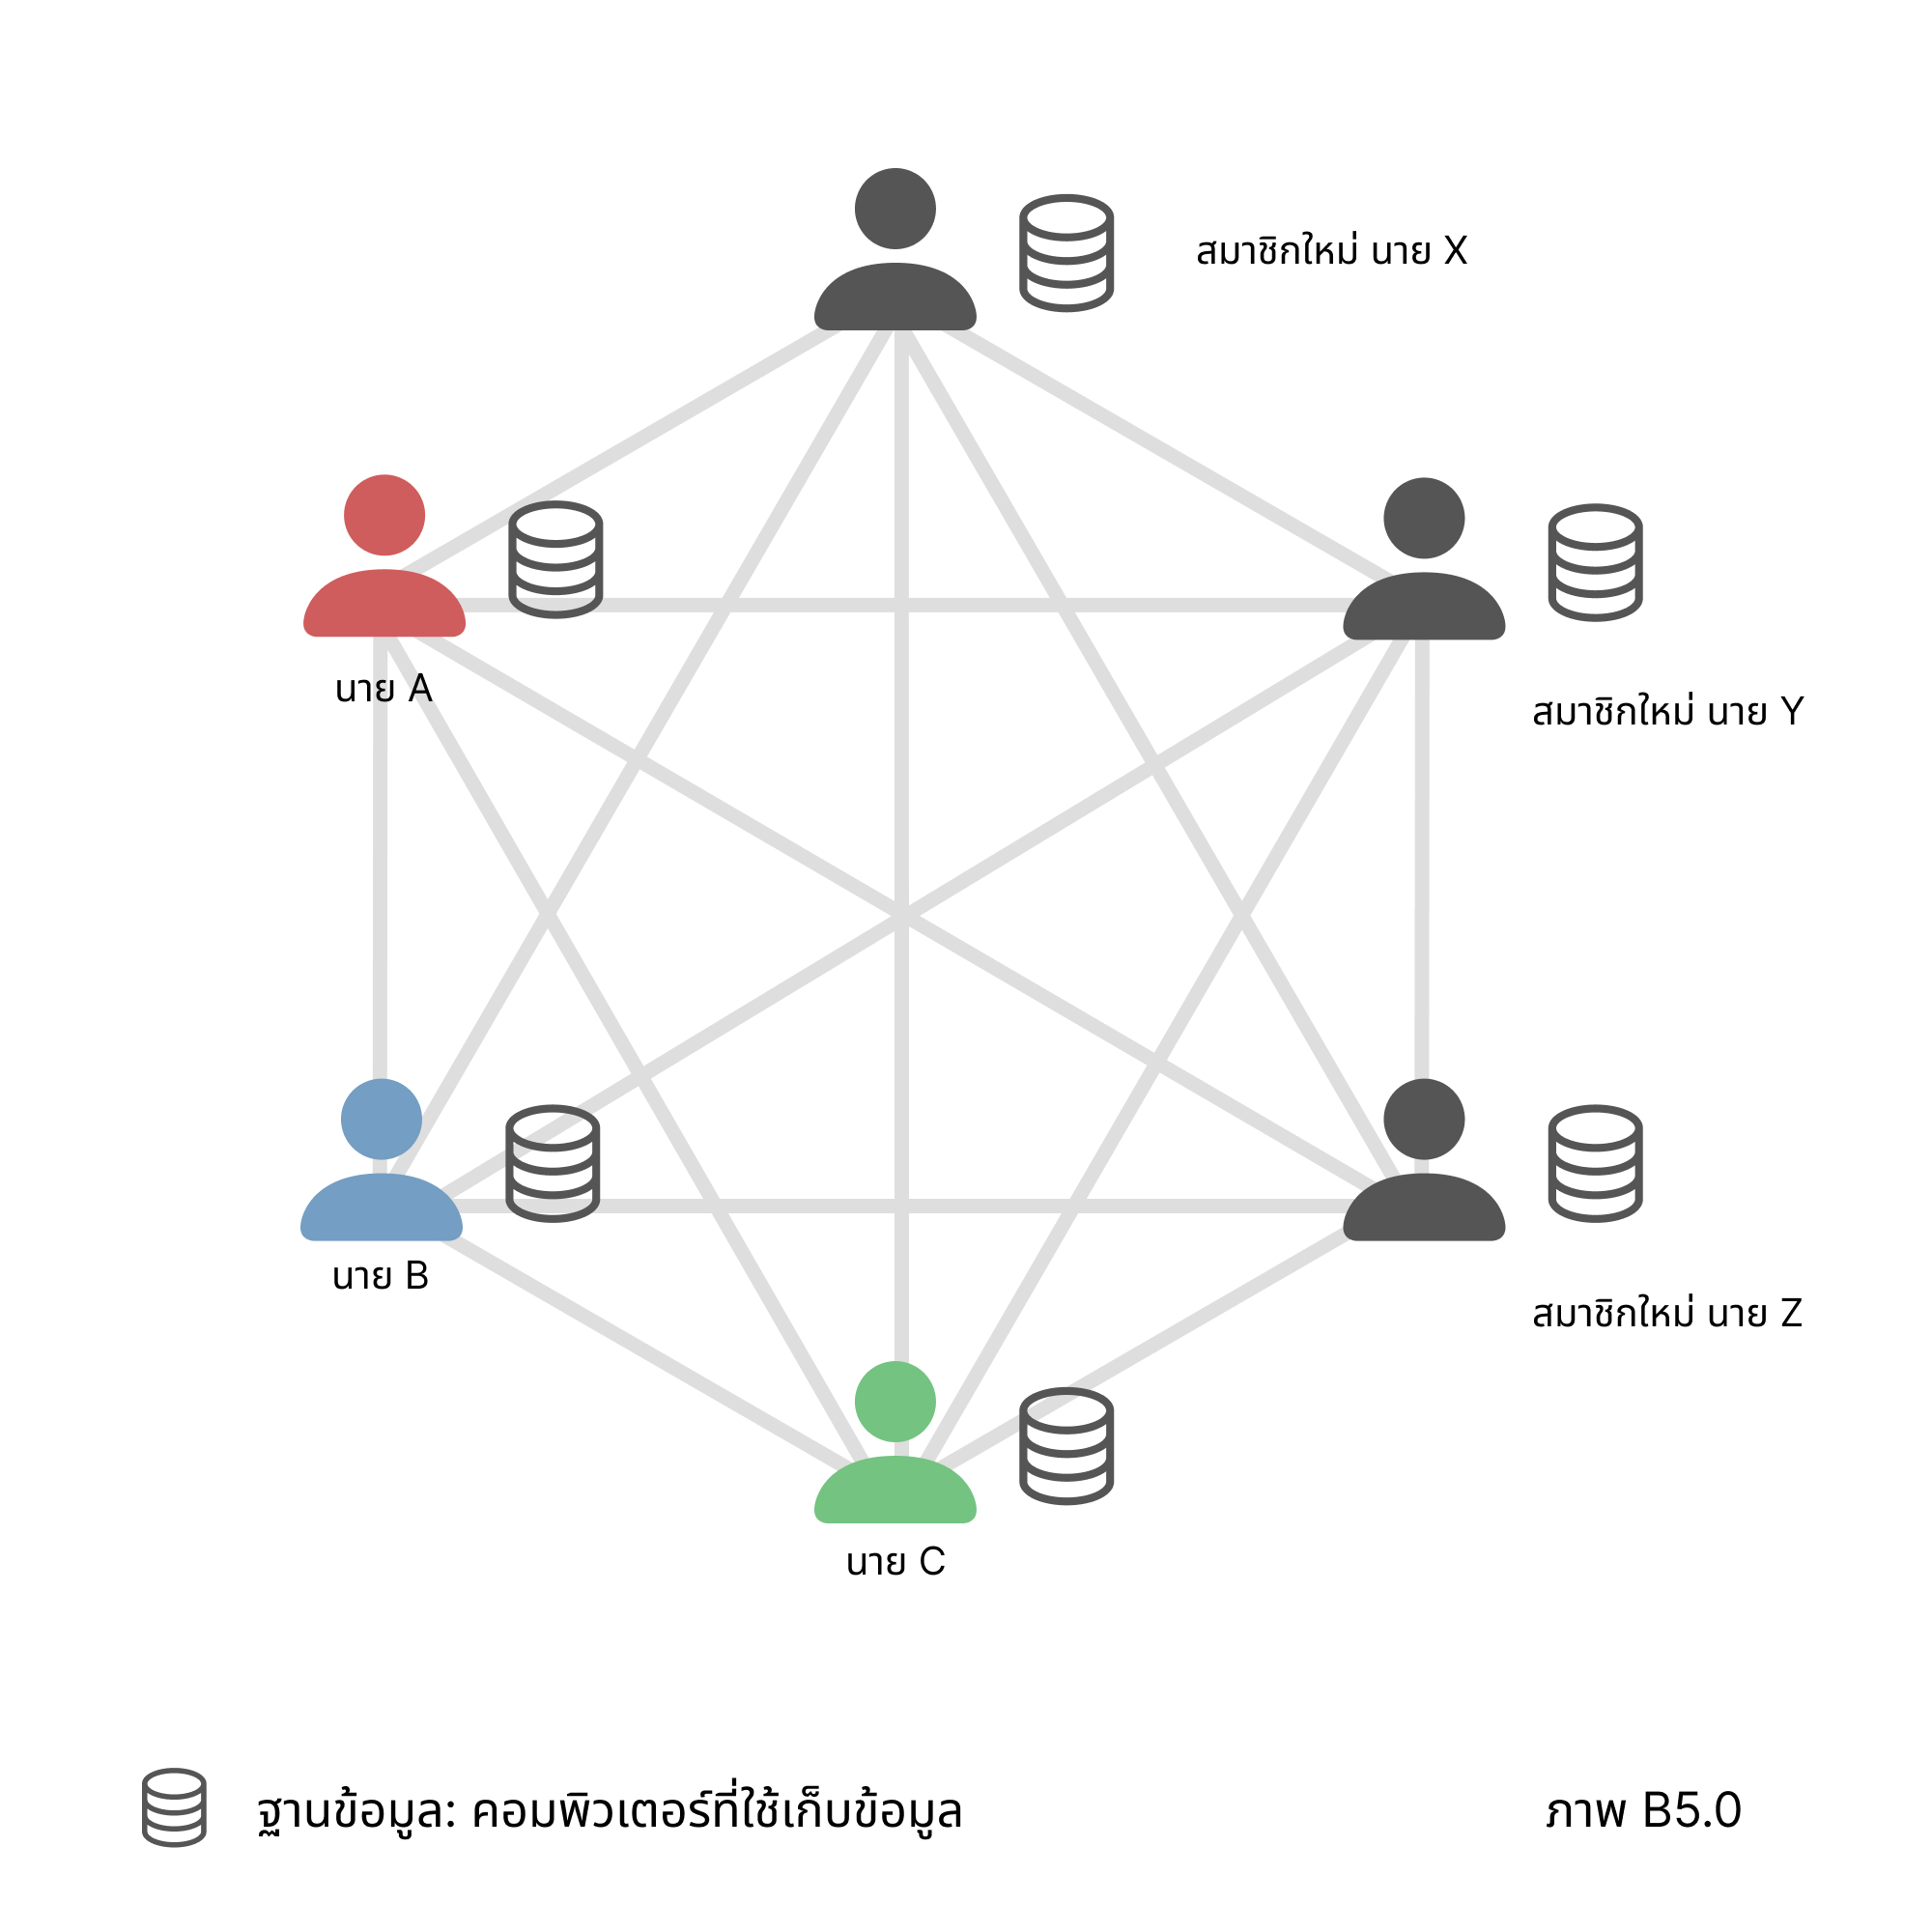 สมาชิกใหม่ นาย X
นาย A
สมาชิกใหม่ นาย Y
นาย B
สมาชิกใหม่ นาย Z
นาย C
ฐานข้อมูล: คอมพิวเตอร์ที่ใช้เก็บข้อมูล
ภาพ B5.0